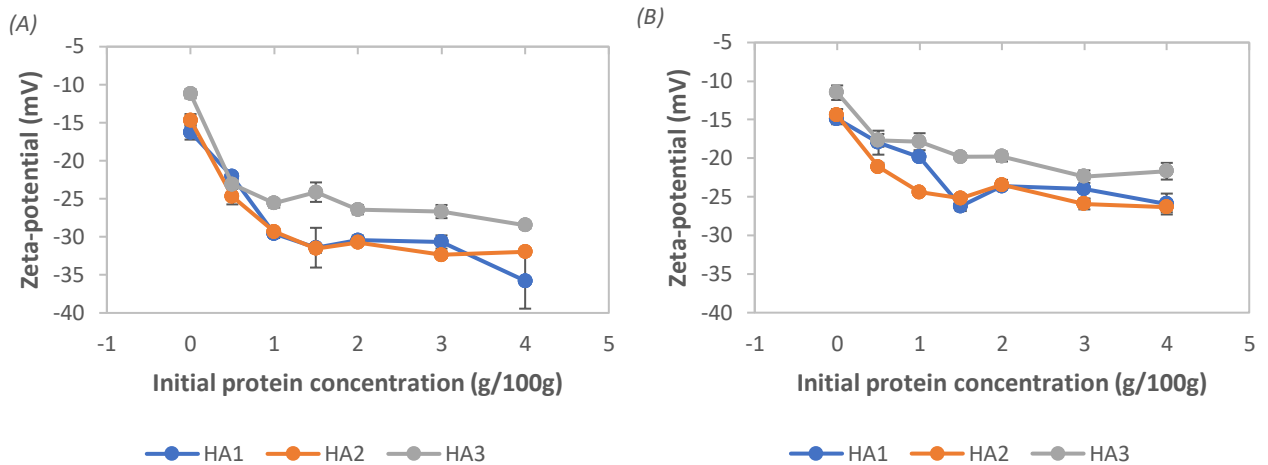 (A)
-5
-10
-15
-20
-25
-30
-35
-40
Zeta-potential (mV)
-1 0 1 2 3 4 5
Initial protein concentration (g/100g)
HA1 HA2 HA3
(B)
-5
-10
-15
-20
-25
-30
-35
-40
Zeta-potential (mV)
-1 0 1 2 3 4 5
Initial protein concentration (g/100g)
HA1 HA2 HA3